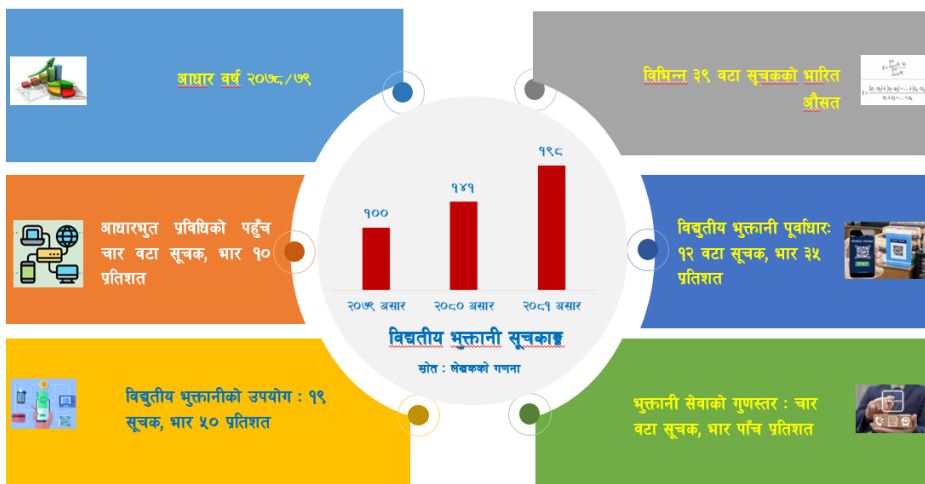 आधार वर्ष २०७८/७९
विभिन्न ३९ वटा सूचकको भारित
औसत
आधारभुत प्रविधिको पहुँच
चार वटा सूचक, भार १०
प्रतिशत
१००
१४१
१९८
२०७९ असार
२०८० असार
२०८१ असार
विद्यतीय भुक्तानी सूचकाङ्क
स्रोत : लेखकको गणना
विद्युतीय भुक्तानी पूर्वाधारः
१२ वटा सूचक, भार ३५
प्रतिशत
विद्युतीय भुक्तानीको उपयोग : १९
सूचक, भार ५० प्रतिशत
भुक्तानी सेवाको गुणस्तर : चार
वटा सूचक, भार पाँच प्रतिशत